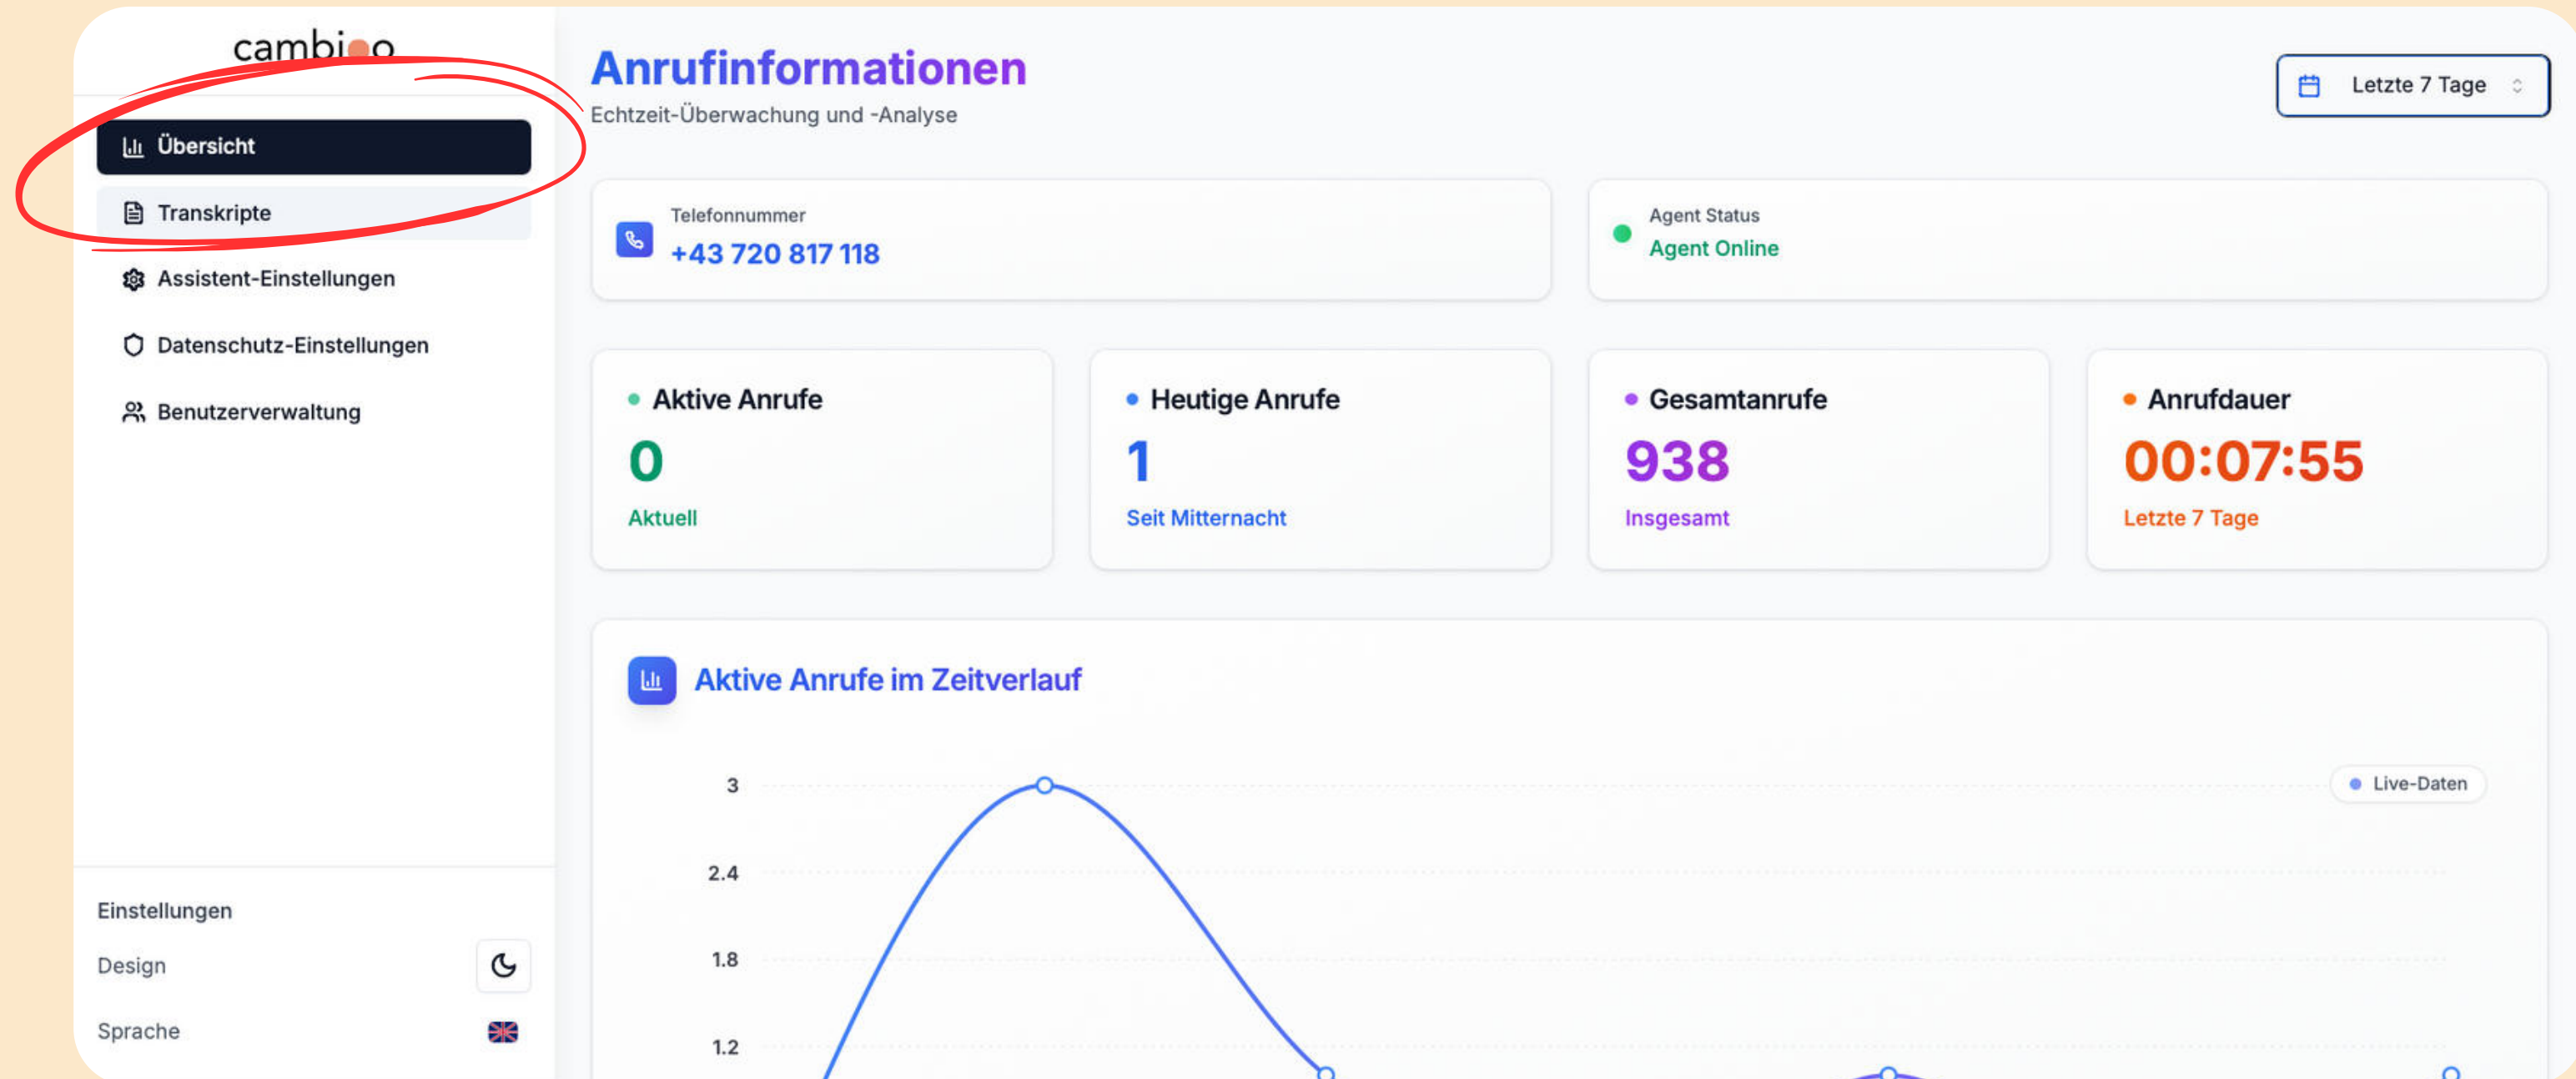 cambioo
Übersicht
Transkripte
Assistent-Einstellungen
Datenschutz-Einstellungen
Benutzerverwaltung
Einstellungen
Design
Sprache
Anrufinformationen
Echtzeit-Überwachung und -Analyse
Letzte 7 Tage
Telefonnummer
+43 720 817 118
Agent Status
Agent Online
Aktive Anrufe
0
Aktuell
Heutige Anrufe
1
Seit Mitternacht
Gesamtanrufe
938
Insgesamt
Anrufdauer
00:07:55
Letzte 7 Tage
Aktive Anrufe im Zeitverlauf
Live-Daten
3
2.4
1.8
1.2